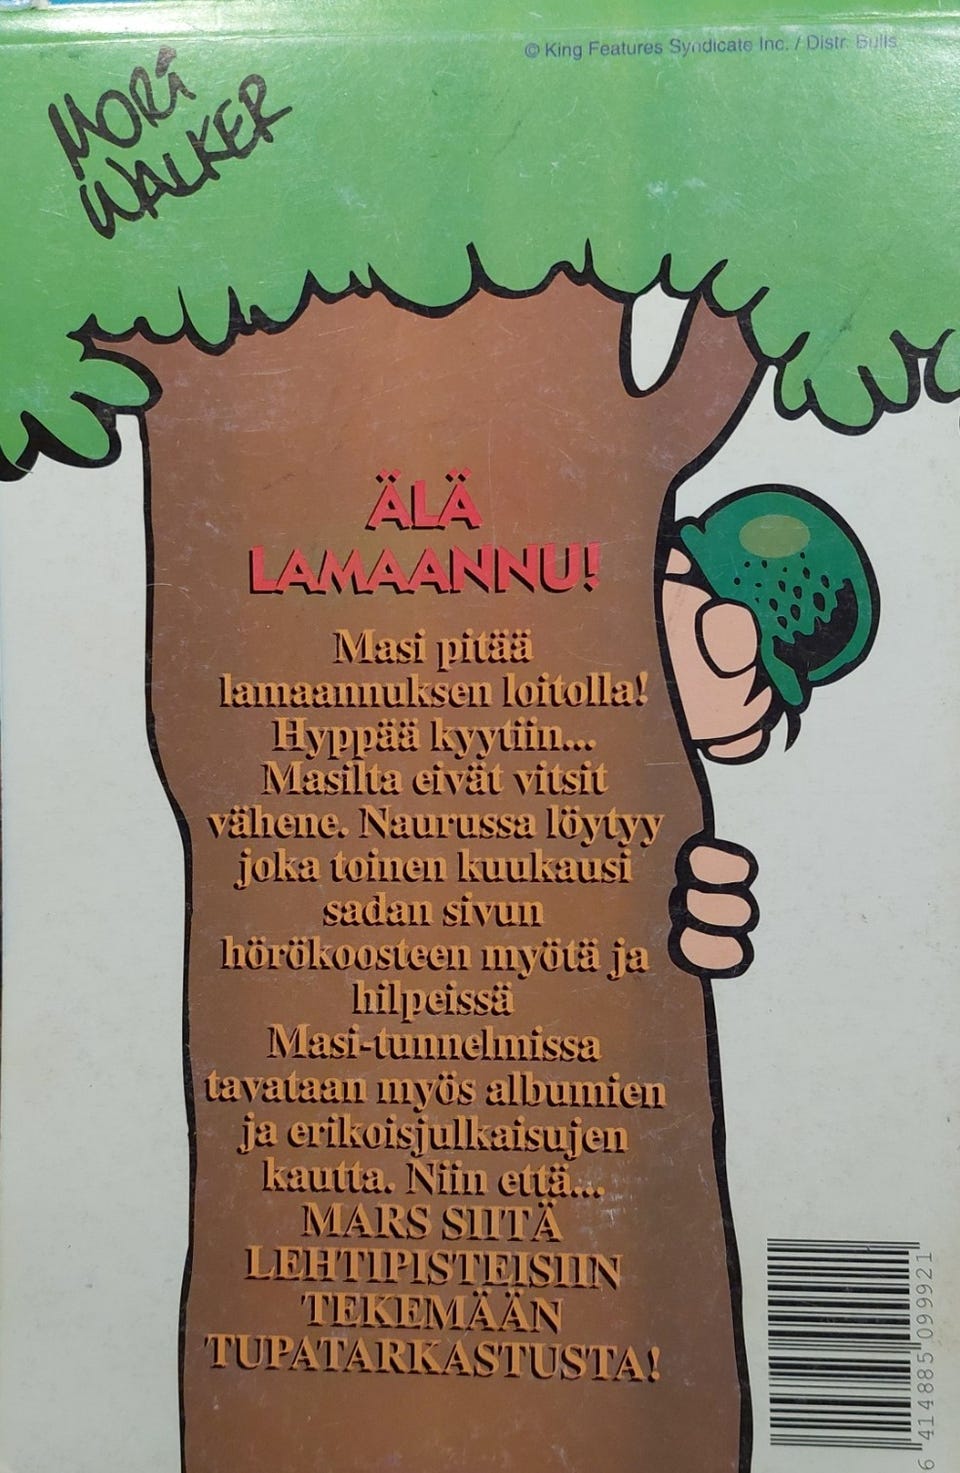 © King Features Syndicate Inc. / Distr. Bulls
MORT
WALKER
ÄLÄ
LAMAANNU!
Masi pitää
lamaannuksen loitolla!
Hyppää kyytiin...
Masilta eivät vitsit
vähene. Naurussa löytyy
joka toinen kuukausi
sadan sivun
hörökoosteen myötä ja
hilpeissä
Masi-tunnelmissa
tavataan myös albumien
ja erikoisjulkaisujen
kautta. Niin että...
MARS SIITÄ
LEHTIPISTEISIIN
TEKEMÄÄN
TUPATARKASTUSTA!
6 414885 099921